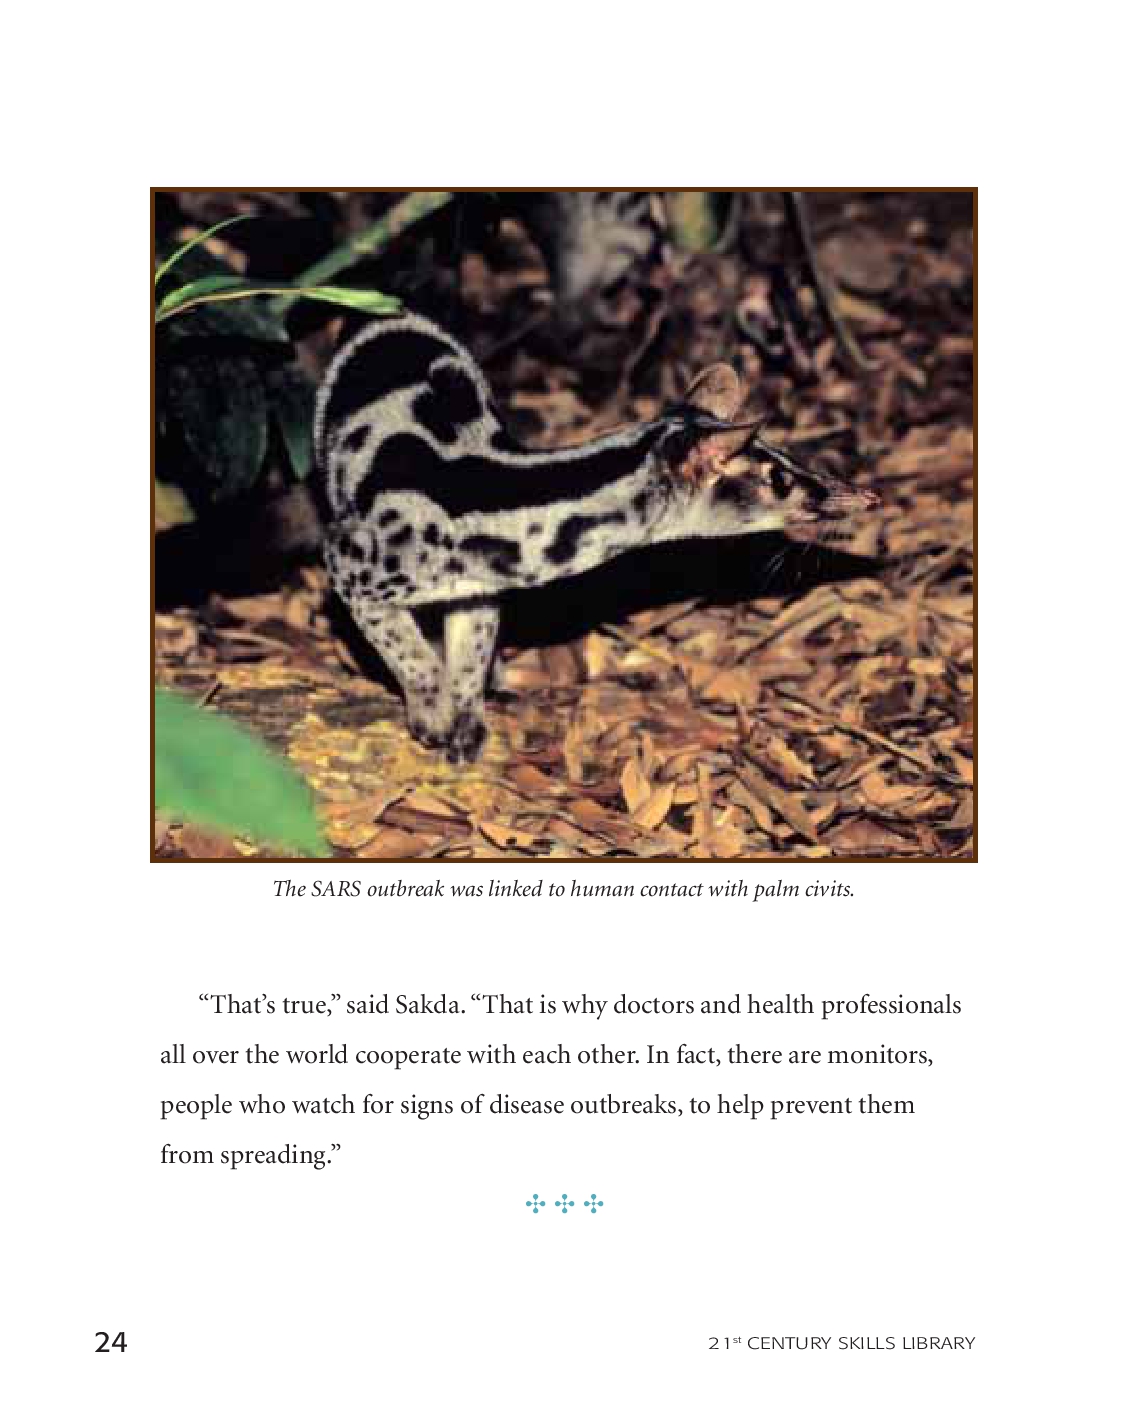 The SARS outbreak was linked to human contact with palm civits.
“That’s true,” said Sakda. “That is why doctors and health professionals
all over the world cooperate with each other. In fact, there are monitors,
people who watch for signs of disease outbreaks, to help prevent them
from spreading.”
24
21st CENTURY SKILLS LIBRARY